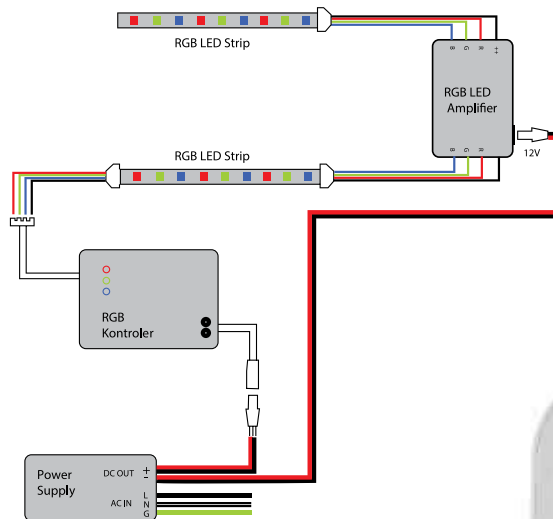 RGB LED Strip
B G R ++
RGB LED
Amplifier
12V
B G R
RGB LED Strip
RGB
Kontroler
Power
Supply
DC OUT + -
AC IN
L
N
G